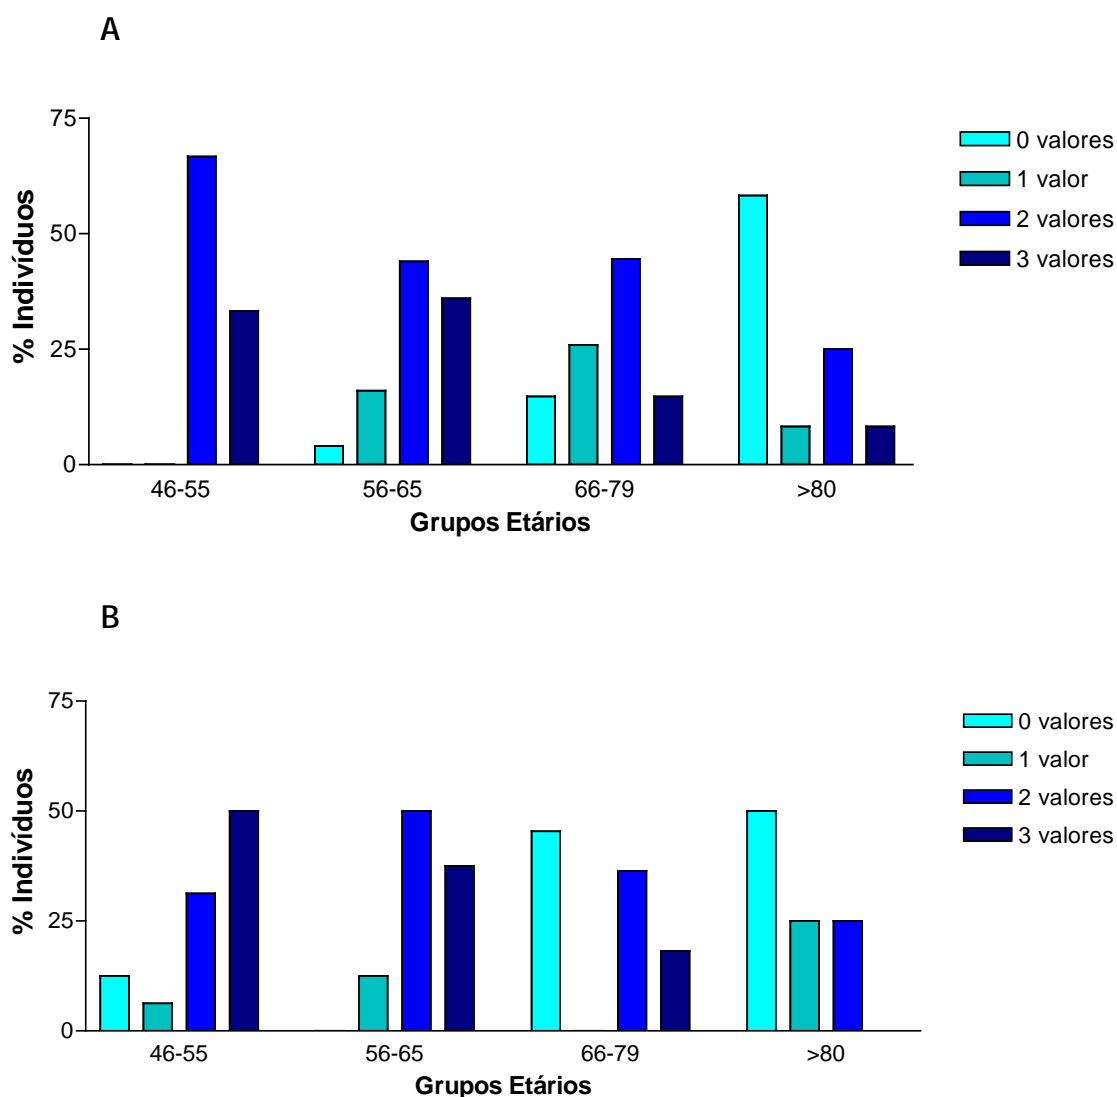 A
75
50
25
0
% Indivíduos
46-55
56-65
66-79
>80
Grupos Etários
0 valores
1 valor
2 valores
3 valores
B
75
50
25
0
% Indivíduos
46-55
56-65
66-79
>80
Grupos Etários
0 valores
1 valor
2 valores
3 valores